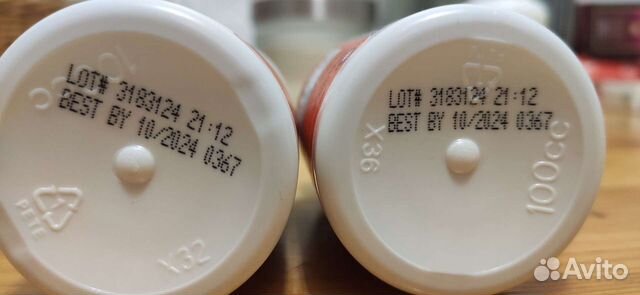 LOT# 3183124 21:12
BEST BY 10/2024 0367
PETE
X32
LOT# 3183124 21:12
BEST BY 10/2024 0367
X36
100cc
Avito